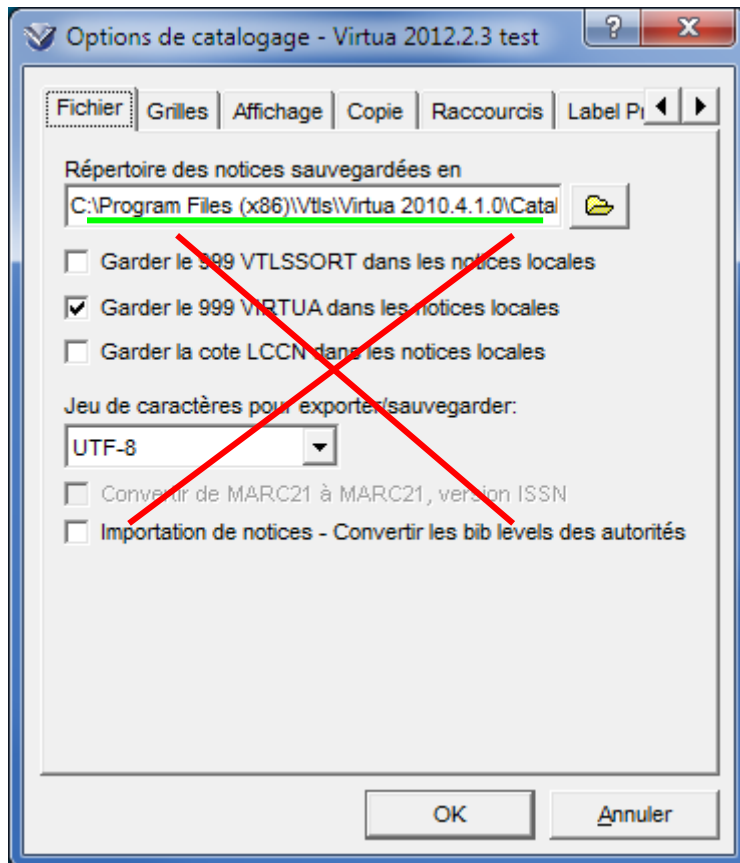 Options de catalogage - Virtua 2012.2.3 test
Fichier Grilles Affichage Copie Raccourcis Label Pr
Répertoire des notices sauvegardées en
C:\Program Files (x86)\Vtls\Virtua 2010.4.1.0\Catal
Garder le 999 VTLSSORT dans les notices locales
Garder le 999 VIRTUA dans les notices locales
Garder la cote LCCN dans les notices locales
Jeu de caractères pour exporter/sauvegarder:
UTF-8
Convertir de MARC21 à MARC21, version ISSN
Importation de notices - Convertir les bib levels des autorités
OK Annuler